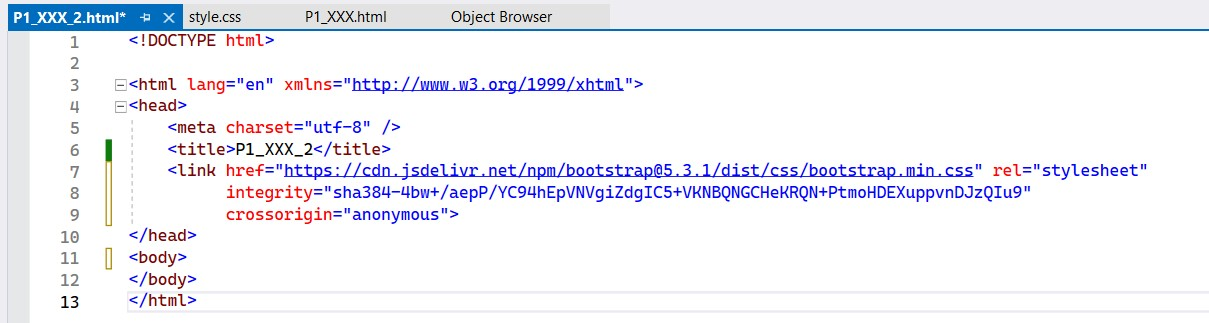 P1_XXX_2.html* style.css P1_XXX.html Object Browser
1 <!DOCTYPE html>
2
3 <html lang="en" xmlns="http://www.w3.org/1999/xhtml">
4 <head>
5 <meta charset="utf-8" />
6 <title>P1_XXX_2</title>
7 <link href="https://cdn.jsdelivr.net/npm/bootstrap@5.3.1/dist/css/bootstrap.min.css" rel="stylesheet"
8 integrity="sha384-4bw+/aepP/YC94hEpVNVgiZdgIC5+VKNBQNGCHeKRQN+PtmoHDEXuppvnDJzQIu9"
9 crossorigin="anonymous">
10 </head>
11 <body>
12 </body>
13 </html>